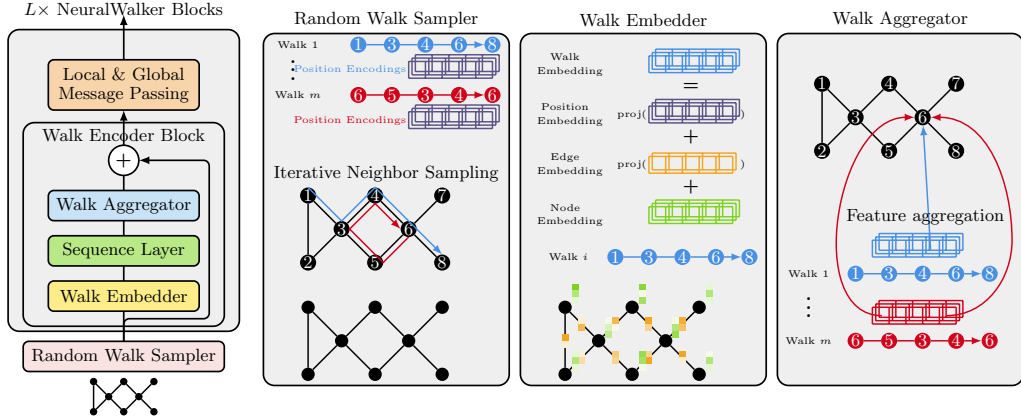 L× NeuralWalker Blocks
Local & Global
Message Passing
Walk Encoder Block
+
Walk Aggregator
Sequence Layer
Walk Embedder
Random Walk Sampler
Random Walk Sampler
Walk 1
1 3 4 6 8
Position Encodings
Walk m
6 5 3 4 6
Position Encodings
Iterative Neighbor Sampling
1 4 7
3 6
2 5 8
Walk Embedder
Walk
Embedding
=
Position
Embedding
proj( )
+
Edge
Embedding
proj( )
+
Node
Embedding
Walk i
1 3 4 6 8
Walk Aggregator
1 4 7
3 6
2 5 8
Feature aggregation
Walk 1
1 3 4 6 8
Walk m
6 5 3 4 6